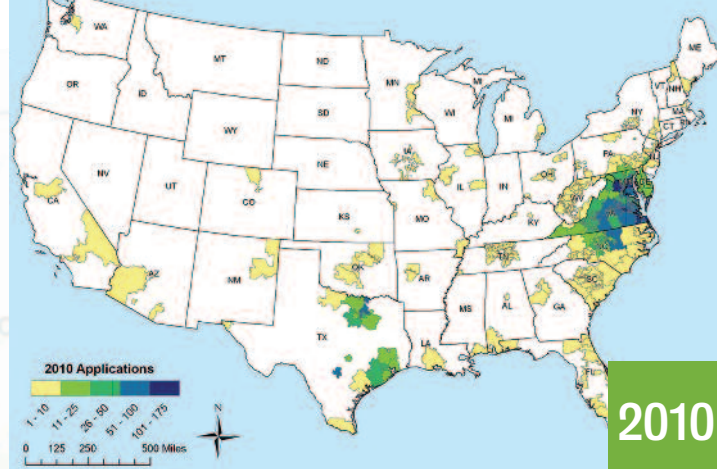 WA
MT
ND
MN
ME
OR
ID
SD
WI
MI
MI
VT
NH
NY
MA
CT
WY
IA
PA
NE
NV
UT
CO
IL
IN
OH
WV
CA
KS
MO
KY
AZ
NM
OK
AR
TN
SC
TX
LA
MS
AL
GA
FL
2010 Applications
1 - 10
11 - 25
26 - 50
51 - 100
101 - 175
N
0 125 250 500 Miles
2010